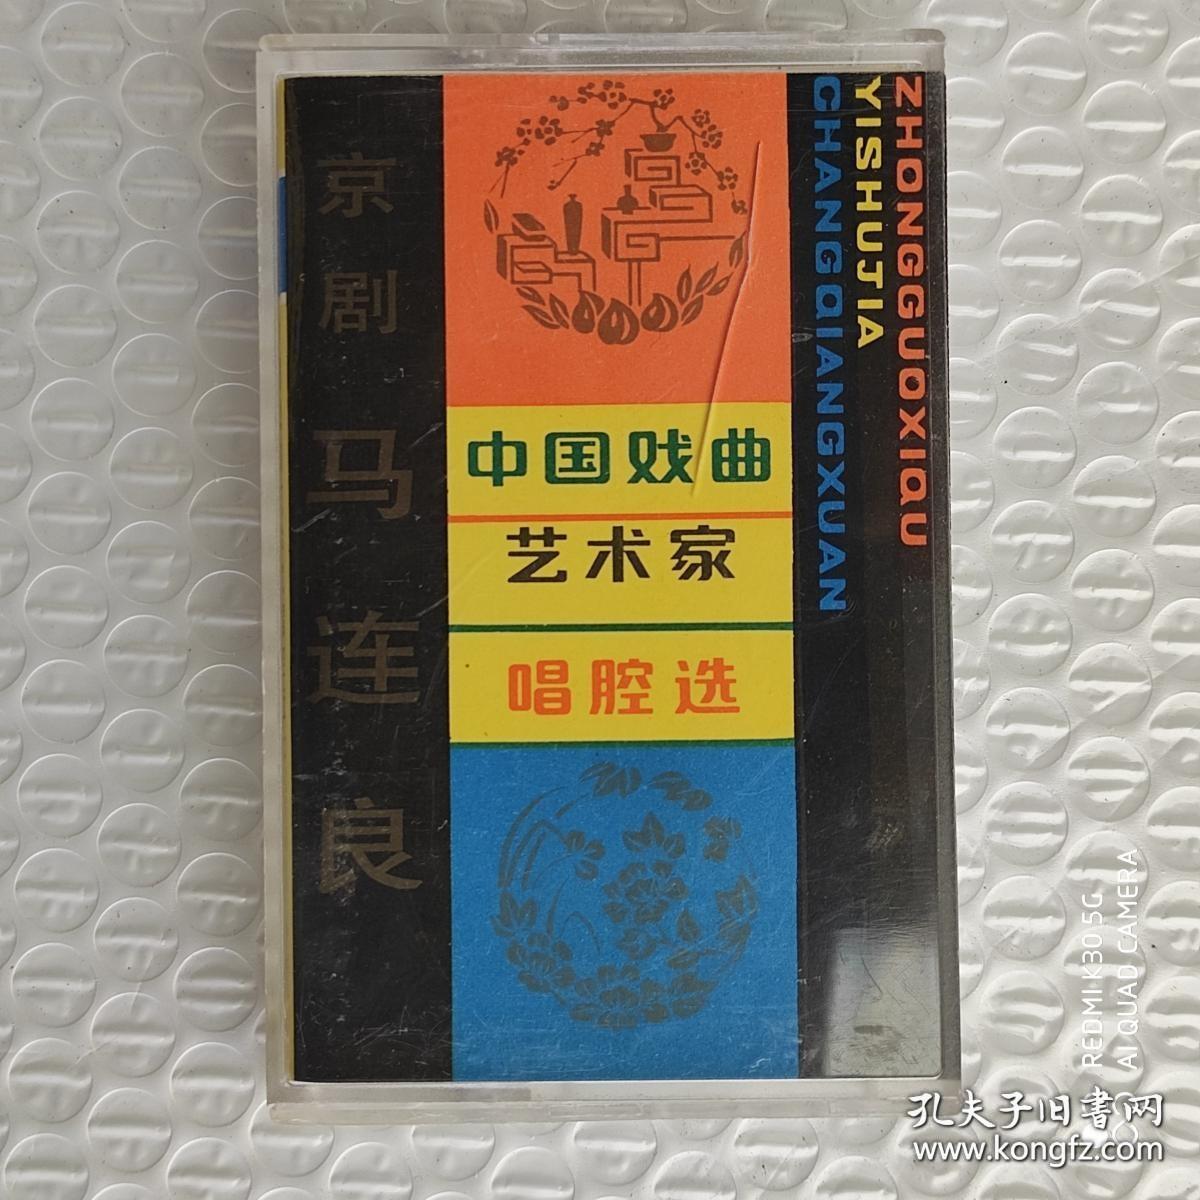 京剧
马连良
中国戏曲
艺术家
唱腔选
ZHONGGUOXIQU
YISHUJIA
CHANGQIANGXUAN
REDMI K30 5G
AI QUAD CAMERA
孔夫子旧書网
www.kongfz.com